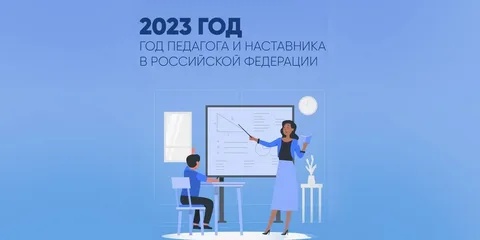 2023 ГОД
ГОД ПЕДАГОГА И НАСТАВНИКА
В РОССИЙСКОЙ ФЕДЕРАЦИИ